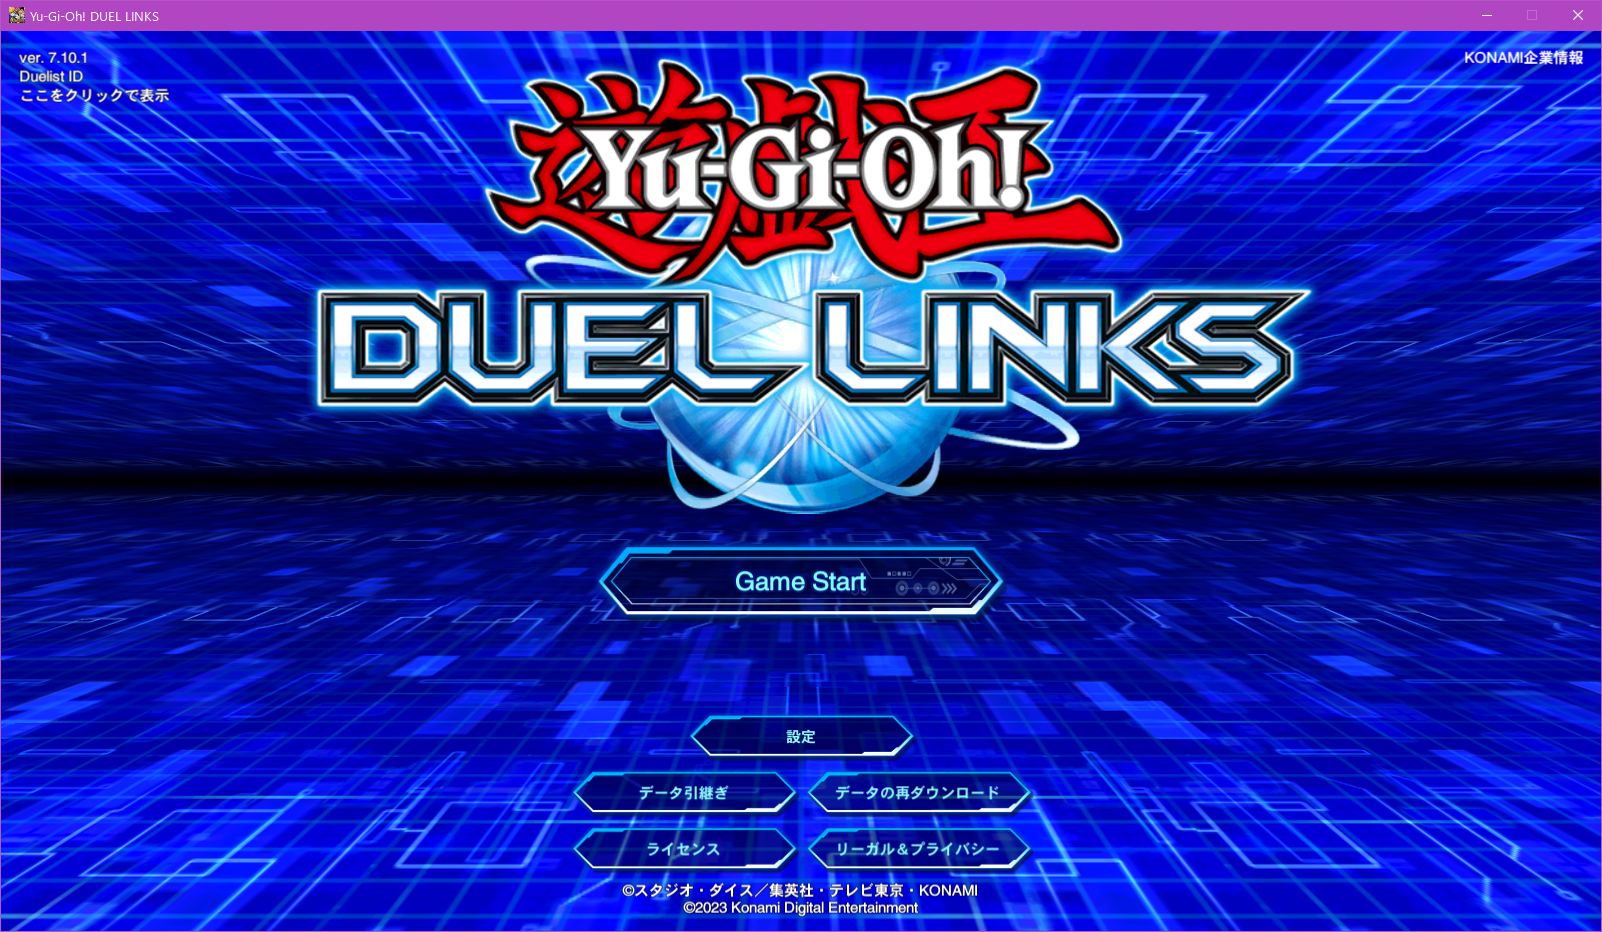 Yu-Gi-Oh! DUEL LINKS
ver. 7.10.1
Duelist ID
ここをクリックで表示
KONAMI企業情報
遊戯王
Yu-Gi-Oh!
DUEL LINKS
Game Start
設定
データ引継ぎ
データの再ダウンロード
ライセンス
リーガル＆プライバシー
©スタジオ・ダイス／集英社・テレビ東京・KONAMI
©2023 Konami Digital Entertainment